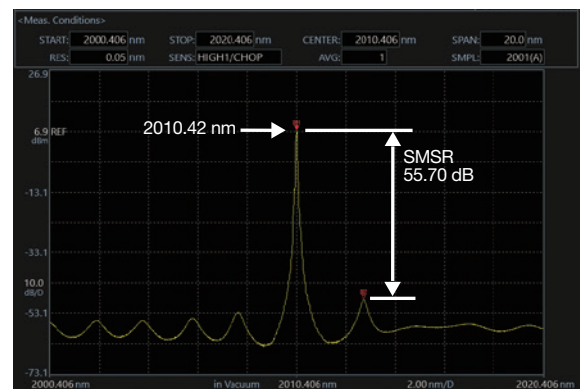 <Meas. Conditions>
START: 2000.406 nm STOP: 2020.406 nm CENTER: 2010.406 nm SPAN: 20.0 nm
RES: 0.05 nm SENS: HIGH1/CHOP AVG: 1 SMPL: 2001(A)
26.9
6.9 REF
dBm
2010.42 nm
SMSR
55.70 dB
-13.1
-33.1
10.0
dB/D
-53.1
-73.1
2000.406 nm in Vacuum 2010.406 nm 2.00 nm/D 2020.406 nm